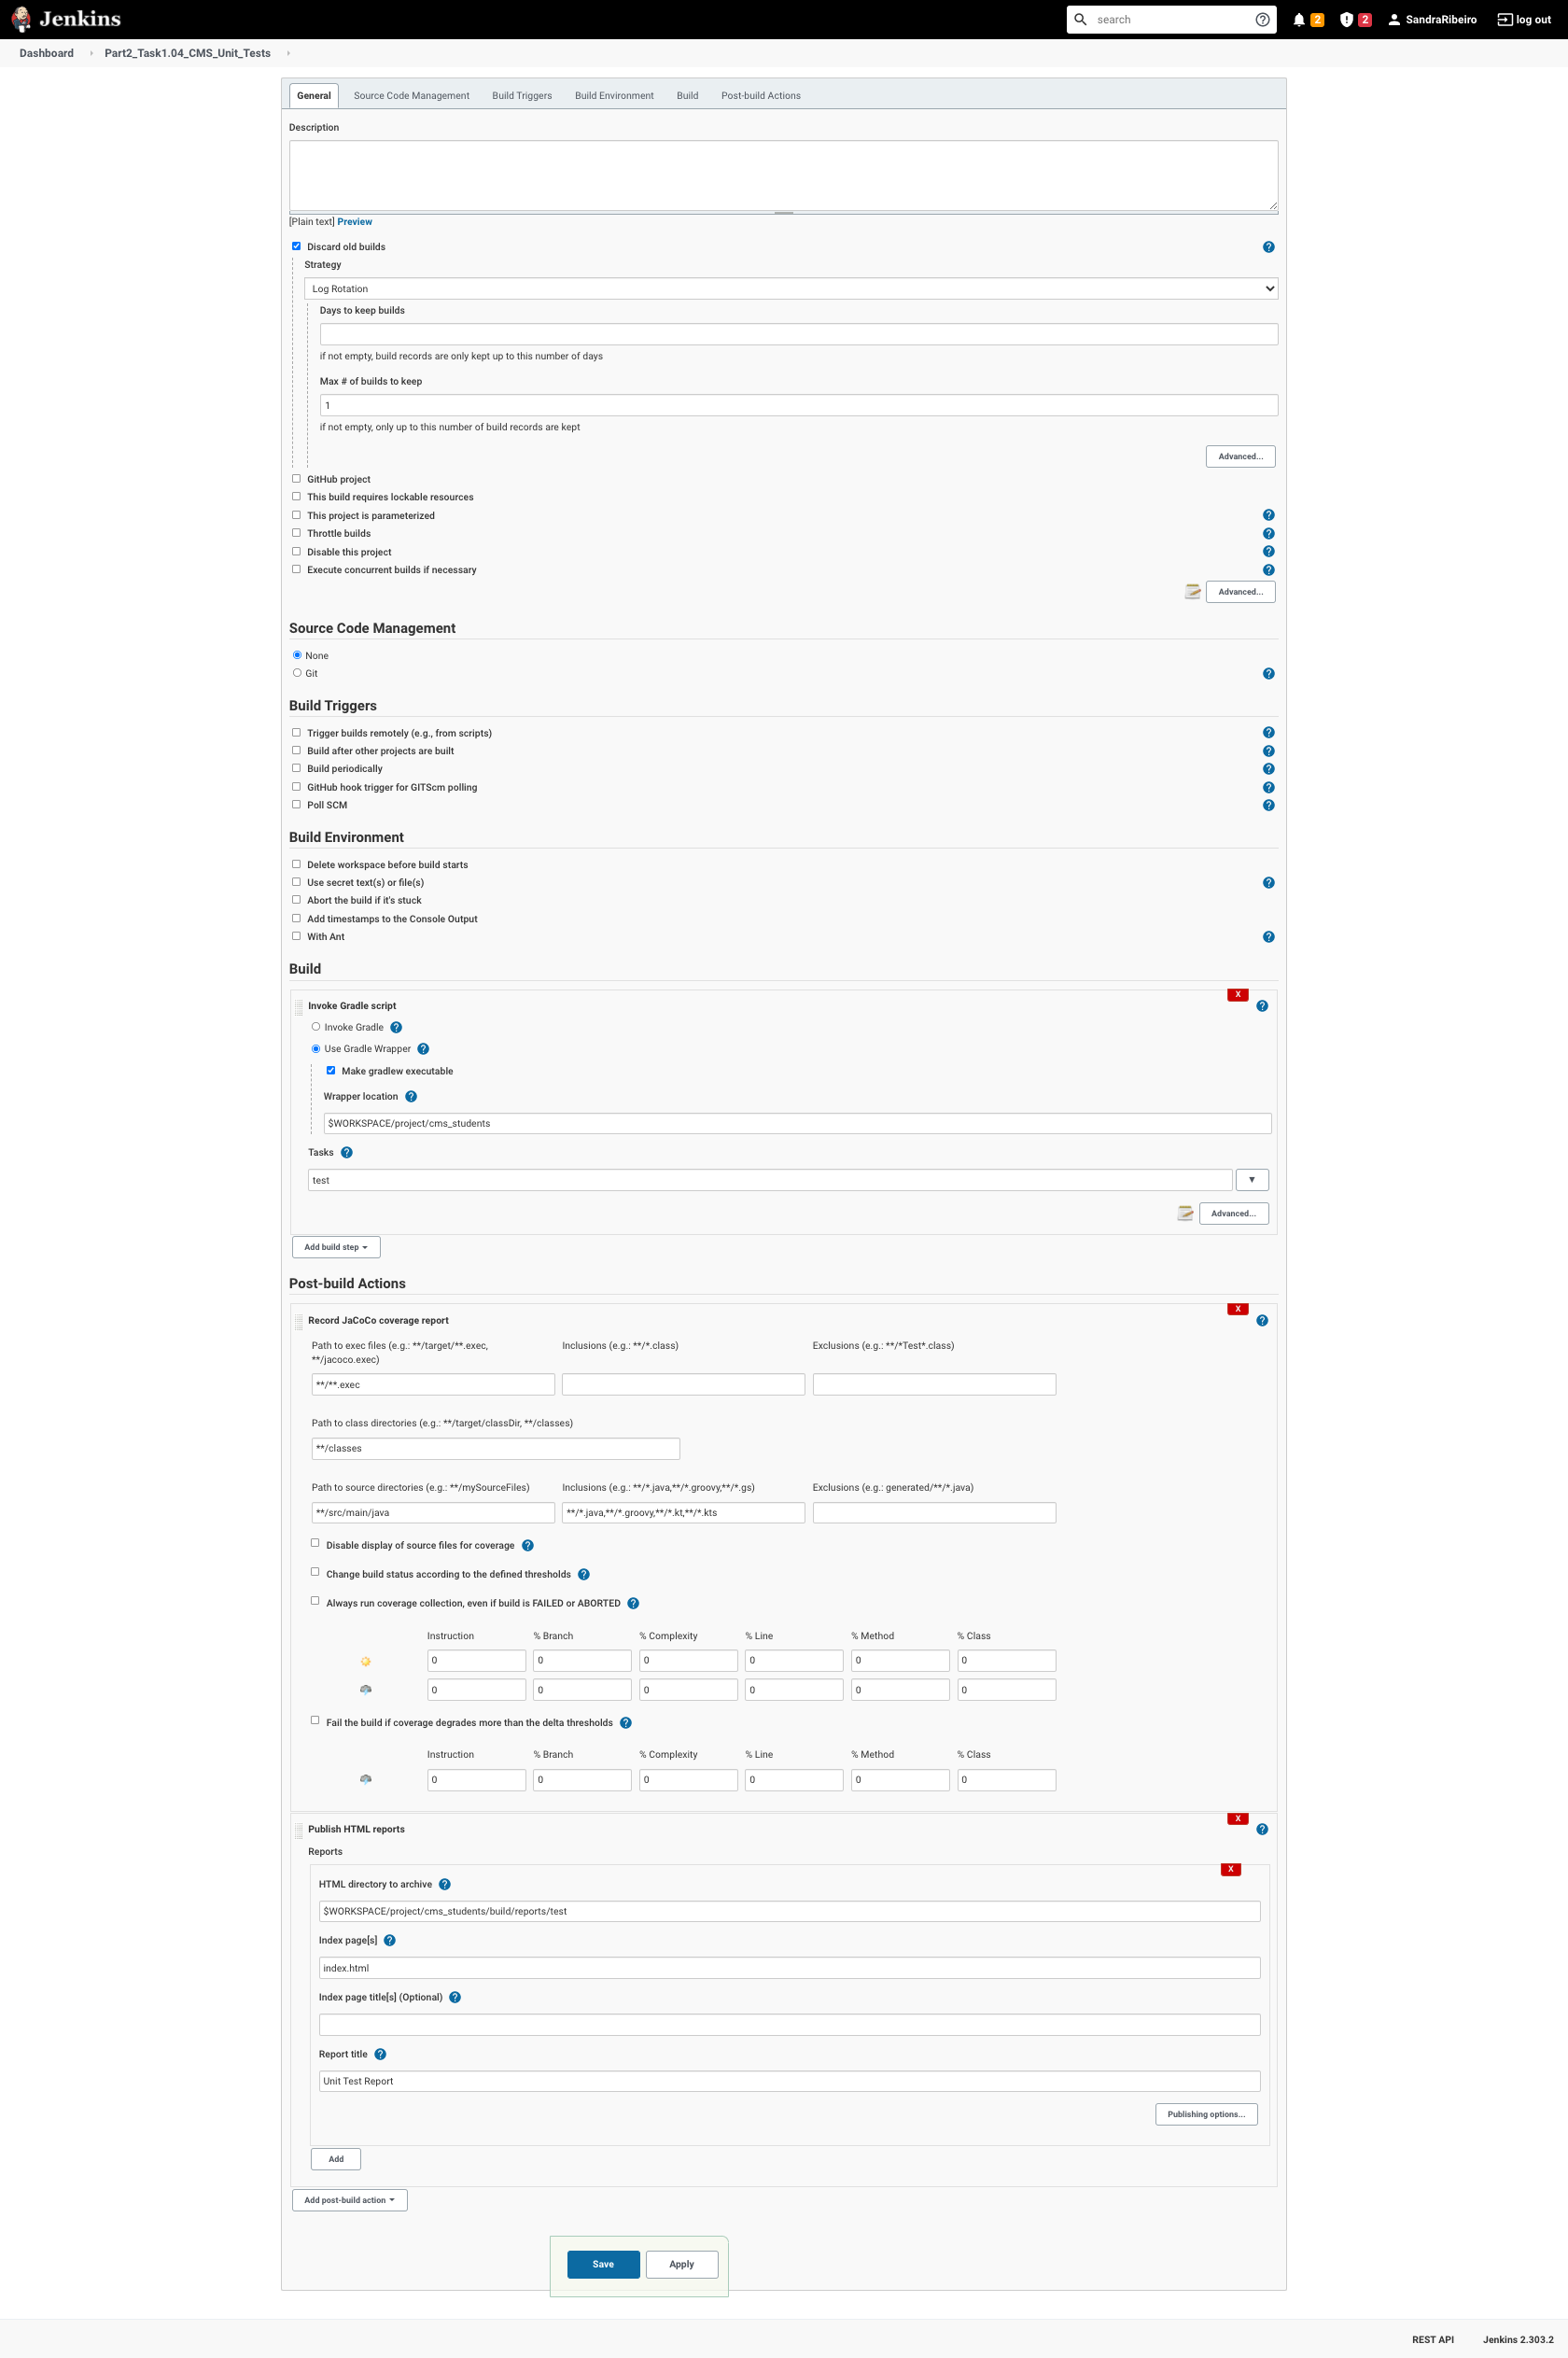 Jenkins
search
2
2
SandraRibeiro
log out
Dashboard
Part2_Task1.04_CMS_Unit_Tests
General
Source Code Management
Build Triggers
Build Environment
Build
Post-build Actions
Description
[Plain text] Preview
Discard old builds
Strategy
Log Rotation
Days to keep builds
if not empty, build records are only kept up to this number of days
Max # of builds to keep
1
if not empty, only up to this number of build records are kept
Advanced...
GitHub project
This build requires lockable resources
This project is parameterized
Throttle builds
Disable this project
Execute concurrent builds if necessary
Advanced...
Source Code Management
None
Git
Build Triggers
Trigger builds remotely (e.g., from scripts)
Build after other projects are built
Build periodically
GitHub hook trigger for GITScm polling
Poll SCM
Build Environment
Delete workspace before build starts
Use secret text(s) or file(s)
Abort the build if it's stuck
Add timestamps to the Console Output
With Ant
Build
X
Invoke Gradle script
Invoke Gradle
Use Gradle Wrapper
Make gradlew executable
Wrapper location
$WORKSPACE/project/cms_students
Tasks
test
Advanced...
Add build step
Post-build Actions
X
Record JaCoCo coverage report
Path to exec files (e.g.: **/target/**.exec,
**/jacoco.exec)
Inclusions (e.g.: **/*.class)
Exclusions (e.g.: **/*Test*.class)
**/**.exec
Path to class directories (e.g.: **/target/classDir, **/classes)
**/classes
Path to source directories (e.g.: **/mySourceFiles)
Inclusions (e.g.: **/*.java,**/*.groovy,**/*.gs)
Exclusions (e.g.: generated/**/*.java)
**/src/main/java
**/*.java,**/*.groovy,**/*.kt,**/*.kts
Disable display of source files for coverage
Change build status according to the defined thresholds
Always run coverage collection, even if build is FAILED or ABORTED
Instruction % Branch % Complexity % Line % Method % Class
0 0 0 0 0 0
0 0 0 0 0 0
Fail the build if coverage degrades more than the delta thresholds
Instruction % Branch % Complexity % Line % Method % Class
0 0 0 0 0 0
X
Publish HTML reports
Reports
X
HTML directory to archive
$WORKSPACE/project/cms_students/build/reports/test
Index page[s]
index.html
Index page title[s] (Optional)
Report title
Unit Test Report
Publishing options...
Add
Add post-build action
Save
Apply
REST API
Jenkins 2.303.2